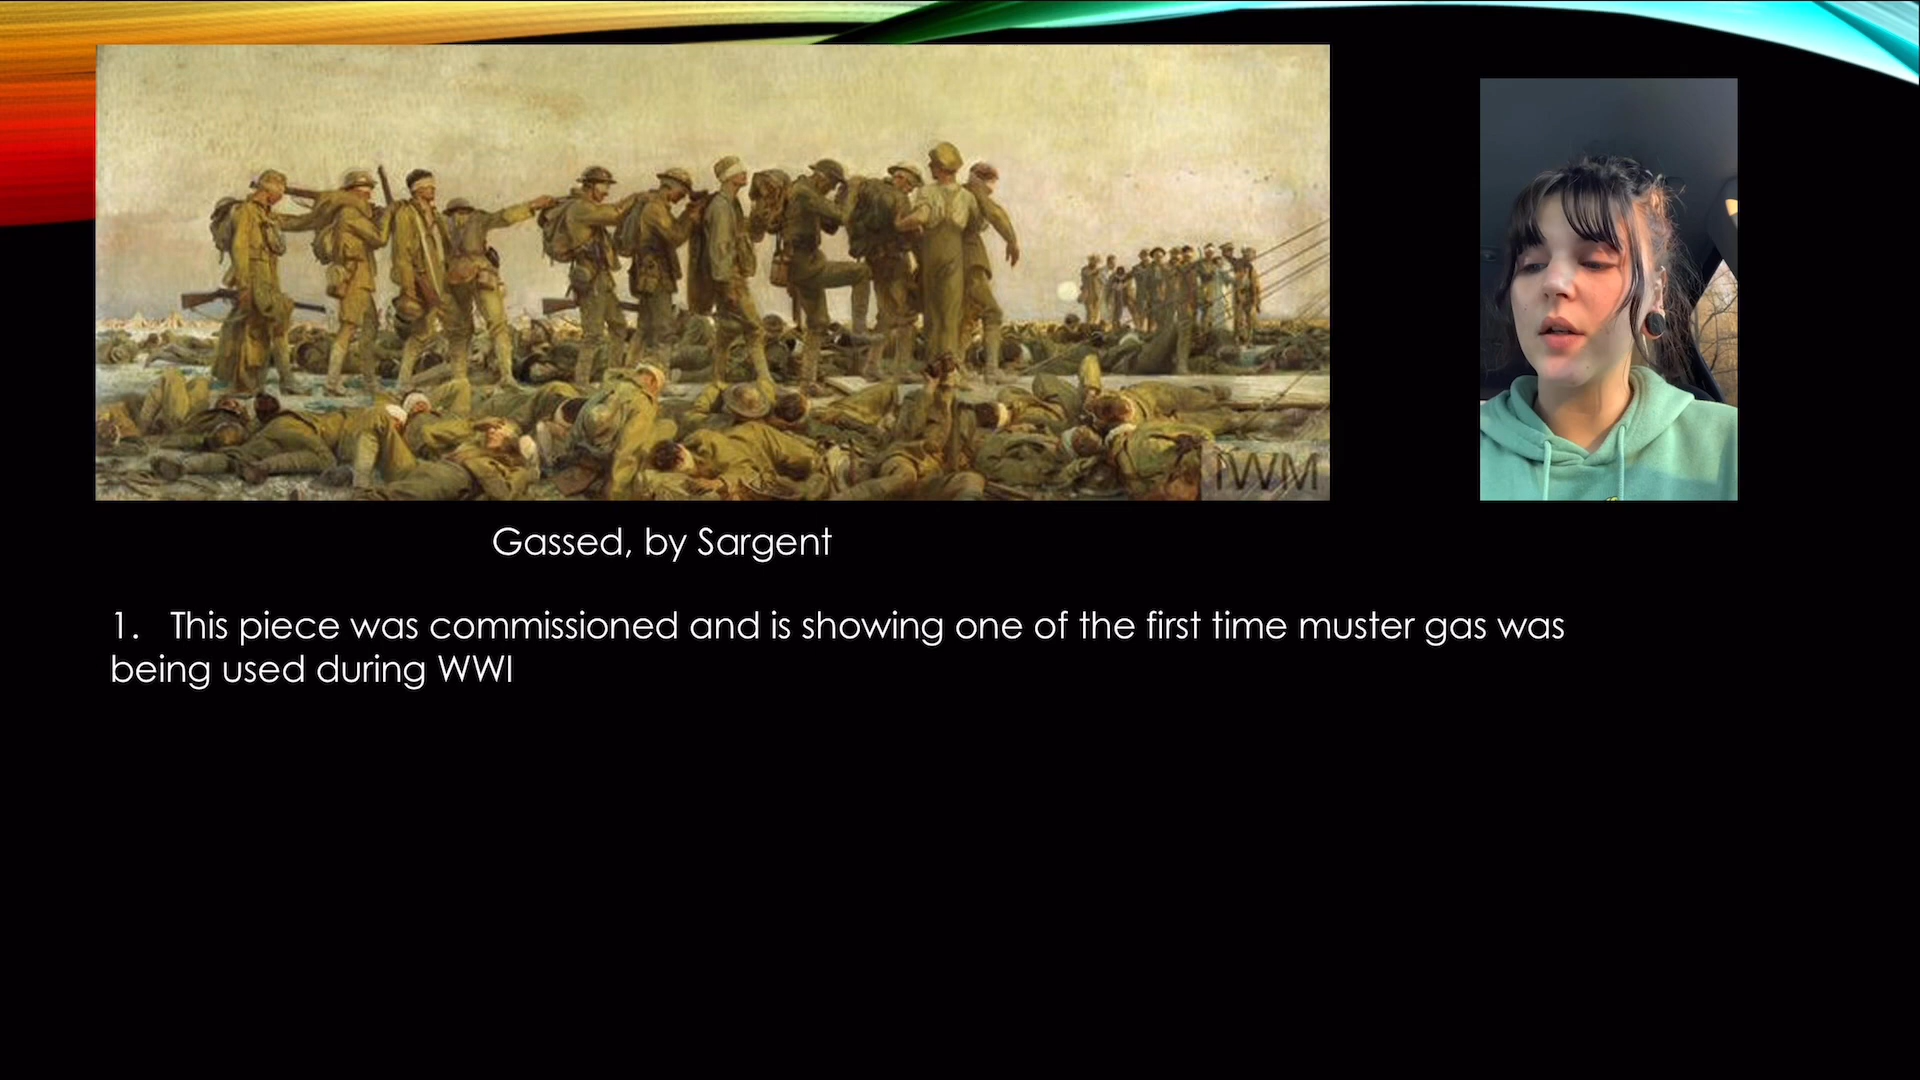 IWM
Gassed, by Sargent
1. This piece was commissioned and is showing one of the first time muster gas was
being used during WWI